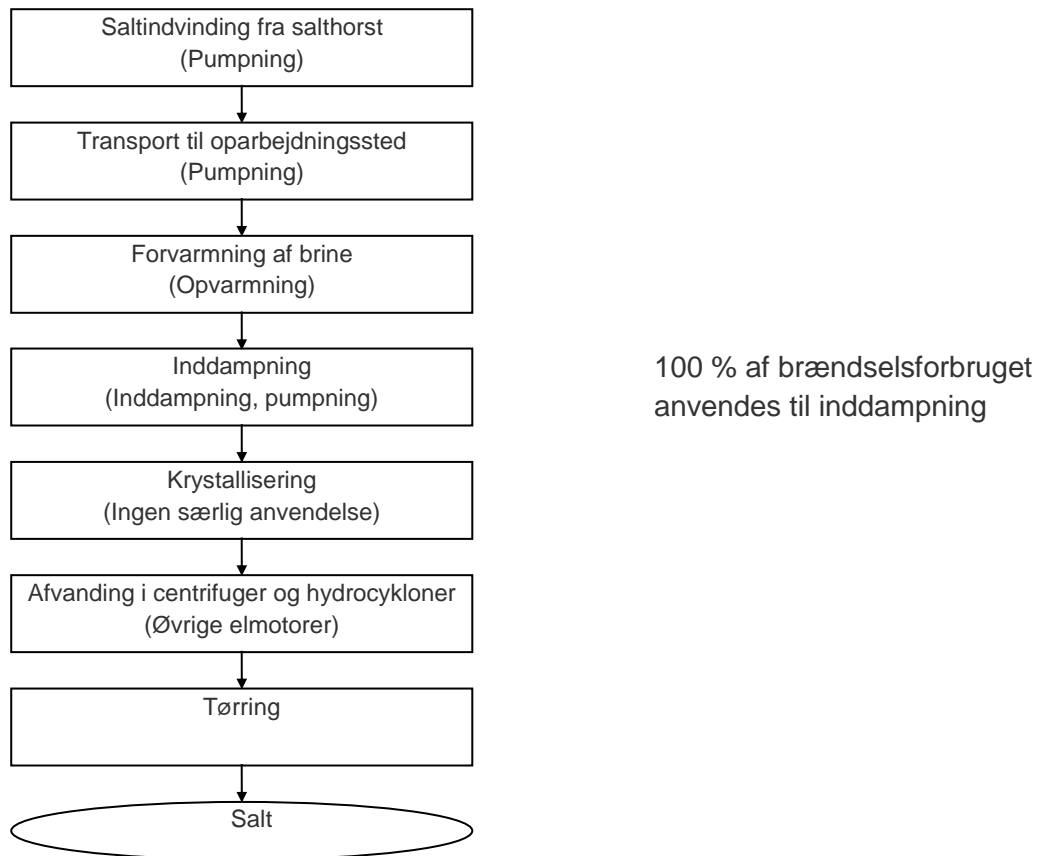 Saltindvinding fra salthorst
(Pumpning)
Transport til oparbejdningssted
(Pumpning)
Forvarmning af brine
(Opvarmning)
Inddampning
(Inddampning, pumpning)
100 % af brændselsforbruget
anvendes til inddampning
Krystallisering
(Ingen særlig anvendelse)
Afvanding i centrifuger og hydrocykloner
(Øvrige elmotorer)
Tørring
Salt